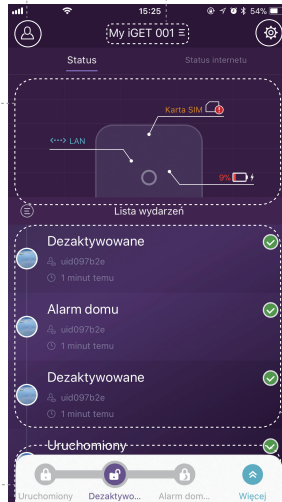 15:25
54%
My iGET 001
Status
Status internetu
Karta SIM
LAN
9%
Lista wydarzeń
Dezaktywowane
uid097b2e
1 minut temu
Alarm domu
uid097b2e
1 minut temu
Dezaktywowane
uid097b2e
1 minut temu
Uruchomiony
Uruchomiony
Dezaktywo...
Alarm dom...
Więcej